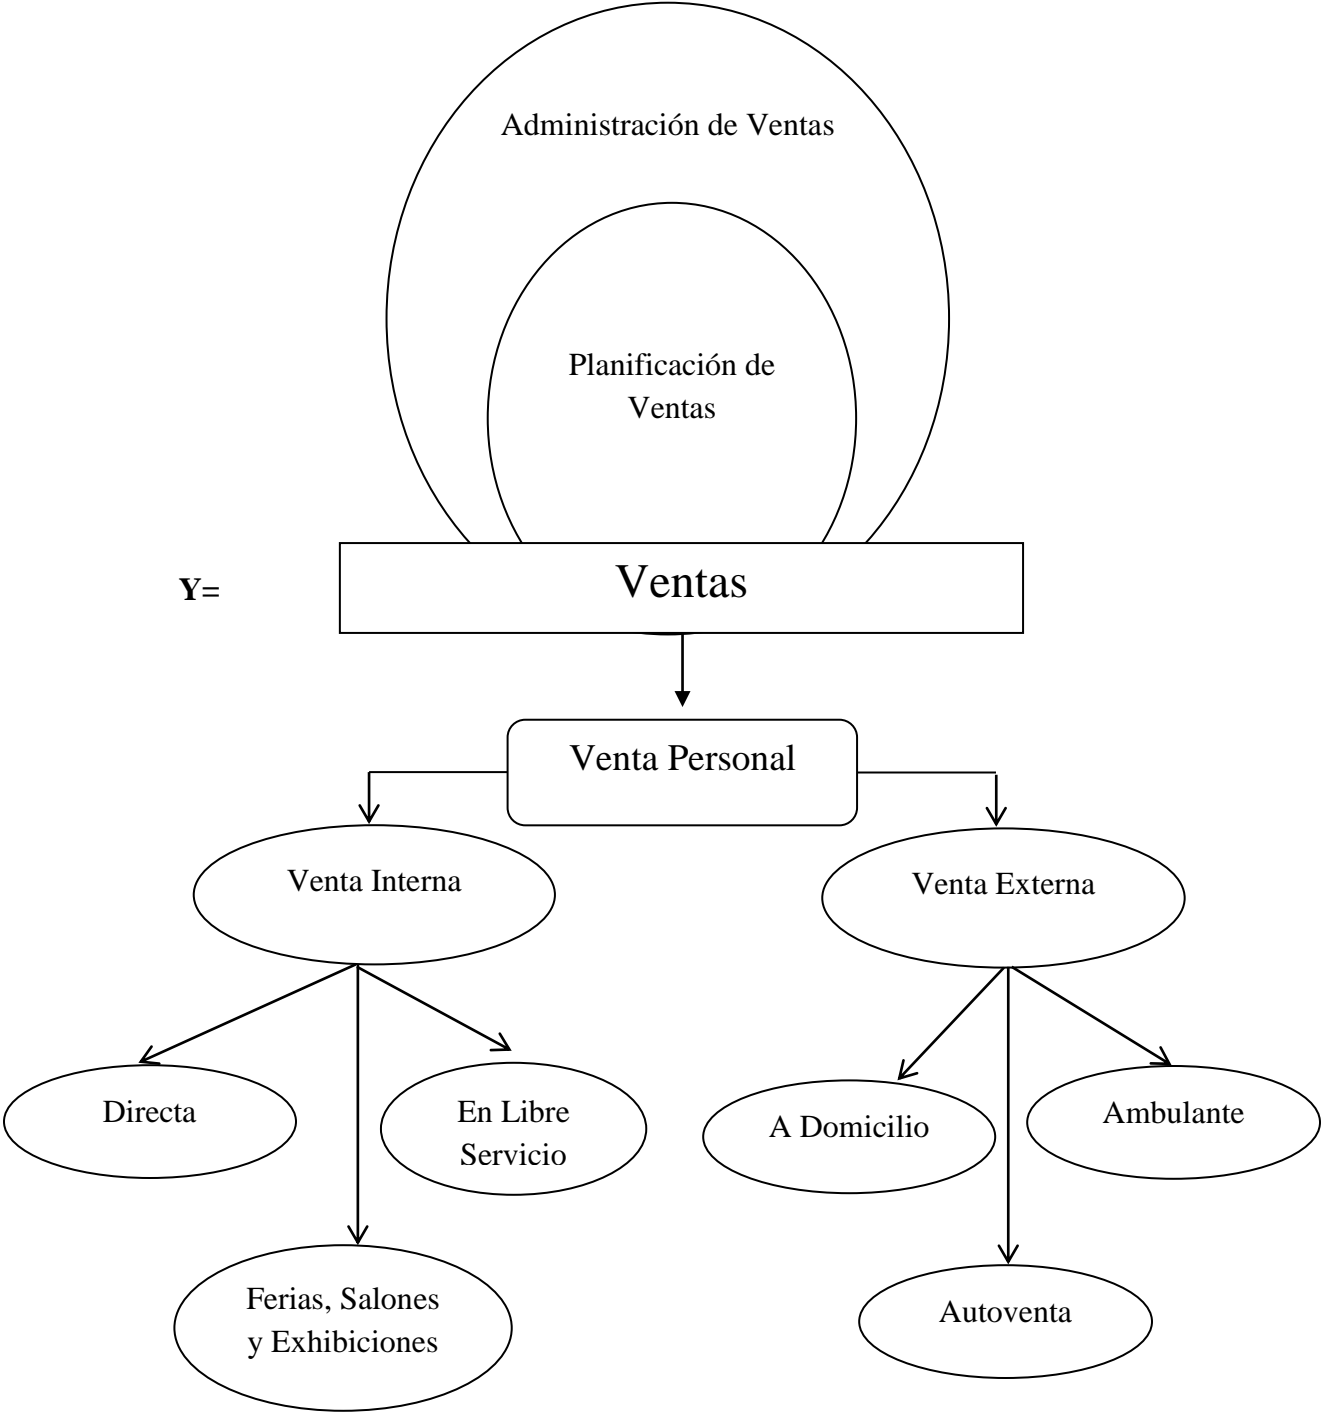 Administración de Ventas
Planificación de
Ventas
Y=
Ventas
Venta Personal
Venta Interna
Venta Externa
Directa
En Libre
Servicio
A Domicilio
Ambulante
Ferias, Salones
y Exhibiciones
Autoventa